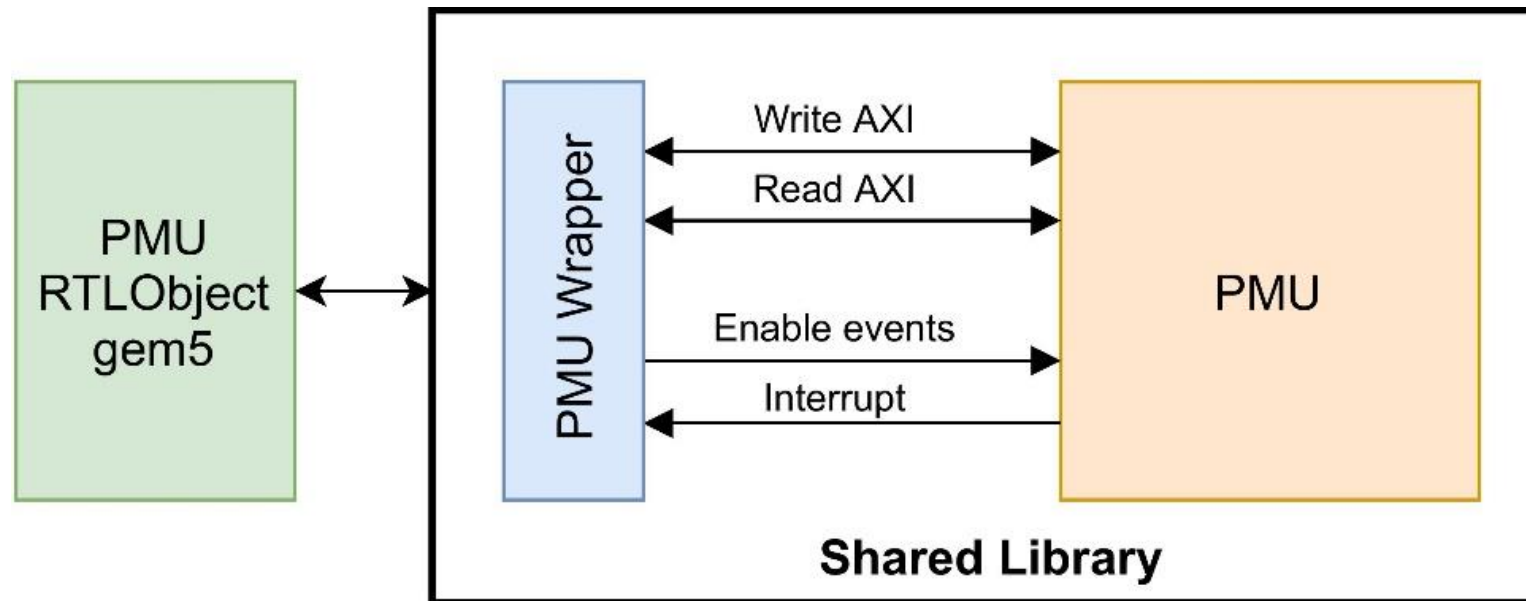 PMU
RTLObject
gem5
PMU Wrapper
Write AXI
Read AXI
Enable events
Interrupt
PMU
Shared Library